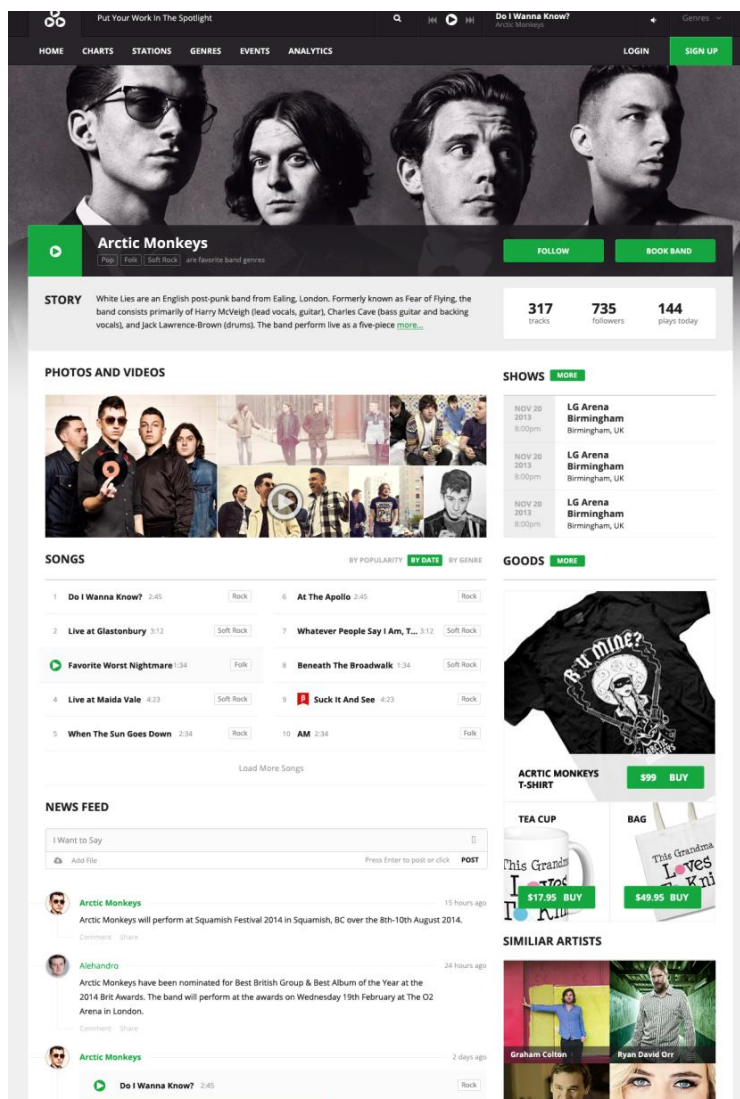 Put Your Work In The Spotlight
Do I Wanna Know?
Arctic Monkeys
Genres
HOME CHARTS STATIONS GENRES EVENTS ANALYTICS
LOGIN SIGN UP
Arctic Monkeys
Pop Folk Soft Rock are favorite band genres
FOLLOW BOOK BAND
STORY
White Lies are an English post-punk band from Ealing, London. Formerly known as Fear of Flying, the
band consists primarily of Harry McVeigh (lead vocals, guitar), Charles Cave (bass guitar and backing
vocals), and Jack Lawrence-Brown (drums). The band perform live as a five-piece more...
317 735 144
tracks followers plays today
PHOTOS AND VIDEOS
SHOWS MORE
NOV 20
2013
8:00pm
LG Arena
Birmingham
Birmingham, UK
NOV 20
2013
8:00pm
LG Arena
Birmingham
Birmingham, UK
NOV 20
2013
8:00pm
LG Arena
Birmingham
Birmingham, UK
SONGS
BY POPULARITY BY DATE BY GENRE
1 Do I Wanna Know? 2:45 Rock
2 Live at Glastonbury 3:12 Soft Rock
Favorite Worst Nightmare 1:34 Folk
4 Live at Maida Vale 4:23 Soft Rock
5 When The Sun Goes Down 2:34 Rock
6 At The Apollo 2:45 Rock
7 Whatever People Say I Am, T... 3:12 Soft Rock
8 Beneath The Broadwalk 1:34 Soft Rock
9 β Suck It And See 4:23 Rock
10 AM 2:34 Folk
Load More Songs
GOODS MORE
R U MINE?
ARCTIC
MONKEYS
ACRTIC MONKEYS
T-SHIRT
$99 BUY
TEA CUP
This Grandma
Loves
To Knit
$17.95 BUY
BAG
This Grandma
Loves
To Knit
$49.95 BUY
NEWS FEED
I Want to Say
Add File
Press Enter to post or click POST
Arctic Monkeys 15 hours ago
Arctic Monkeys will perform at Squamish Festival 2014 in Squamish, BC over the 8th-10th August 2014.
Comment Share
Alehandro 24 hours ago
Arctic Monkeys have been nominated for Best British Group & Best Album of the Year at the
2014 Brit Awards. The band will perform at the awards on Wednesday 19th February at The O2
Arena in London.
Comment Share
Arctic Monkeys 2 days ago
Do I Wanna Know? 2:45 Rock
SIMILIAR ARTISTS
Graham Colton
Ryan David Orr